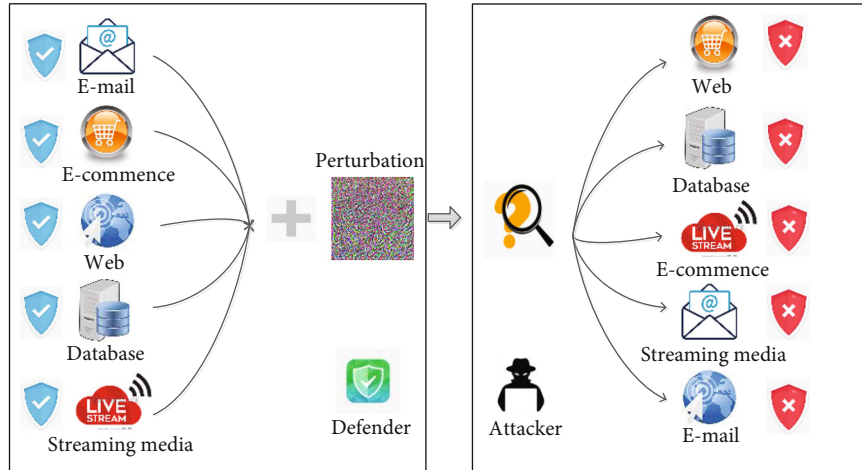 @
E-mail
E-commence
Web
Database
LIVE
STREAM
Streaming media
Perturbation
Defender
Attacker
Web
Database
LIVE
STREAM
E-commence
@
Streaming media
E-mail